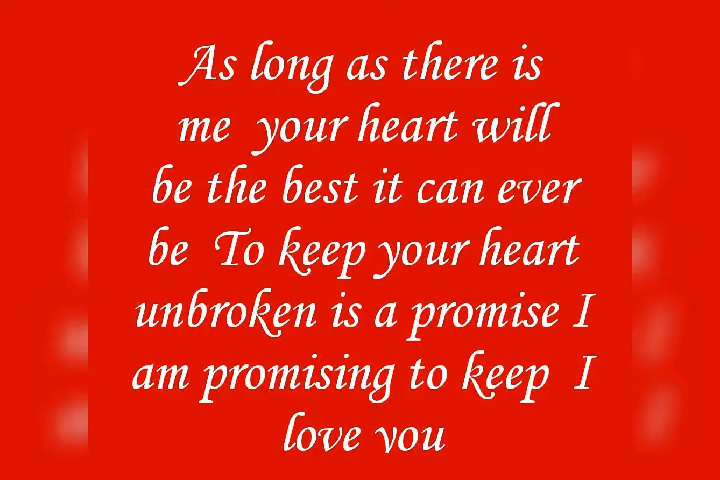 As long as there is
me your heart will
be the best it can ever
be To keep your heart
unbroken is a promise I
am promising to keep I
love you